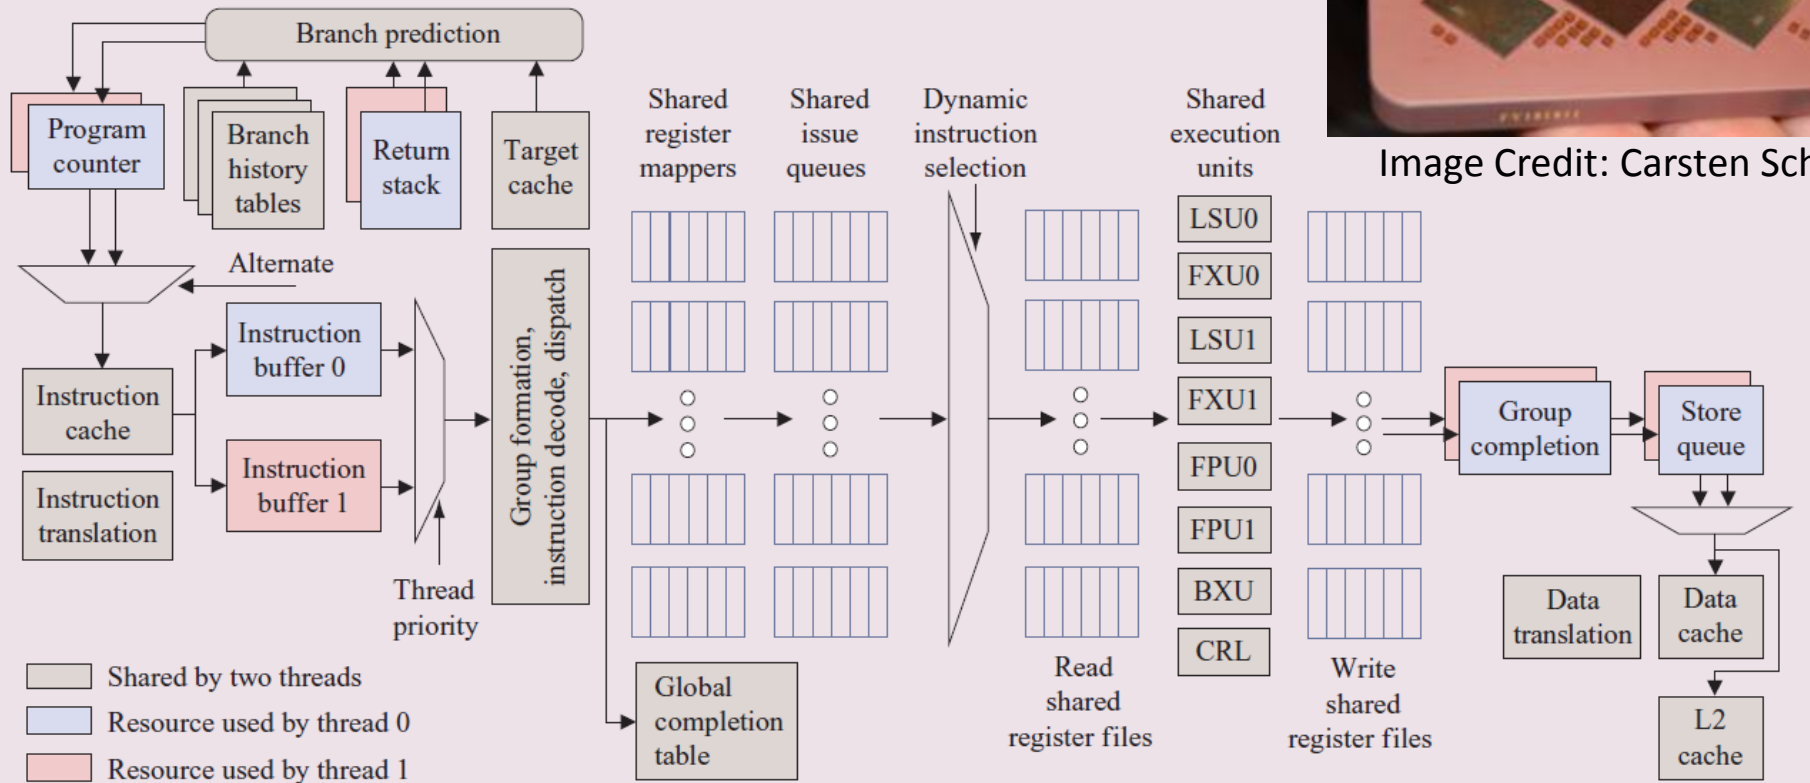 Branch prediction
Program
counter
Branch
history
tables
Return
stack
Target
cache
Shared
register
mappers
Shared
issue
queues
Dynamic
instruction
selection
Shared
execution
units
Image Credit: Carsten Sch
Alternate
Instruction
cache
Instruction
translation
Instruction
buffer 0
Instruction
buffer 1
Thread
priority
Group formation,
instruction decode, dispatch
LSU0
FXU0
LSU1
FXU1
FPU0
FPU1
BXU
CRL
Group
completion
Store
queue
Data
translation
Data
cache
L2
cache
Read
shared
register files
Write
shared
register files
Global
completion
table
Shared by two threads
Resource used by thread 0
Resource used by thread 1